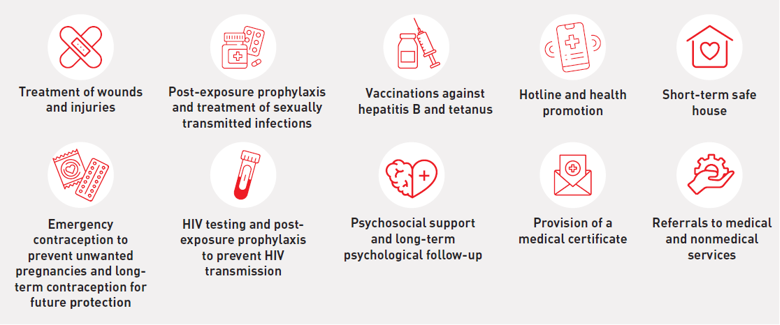 Treatment of wounds
and injuries
Post-exposure prophylaxis
and treatment of sexually
transmitted infections
Vaccinations against
hepatitis B and tetanus
Hotline and health
promotion
Short-term safe
house
Emergency
contraception to
prevent unwanted
pregnancies and long-
term contraception for
future protection
HIV testing and post-
exposure prophylaxis
to prevent HIV
transmission
Psychosocial support
and long-term
psychological follow-up
Provision of a
medical certificate
Referrals to medical
and nonmedical
services